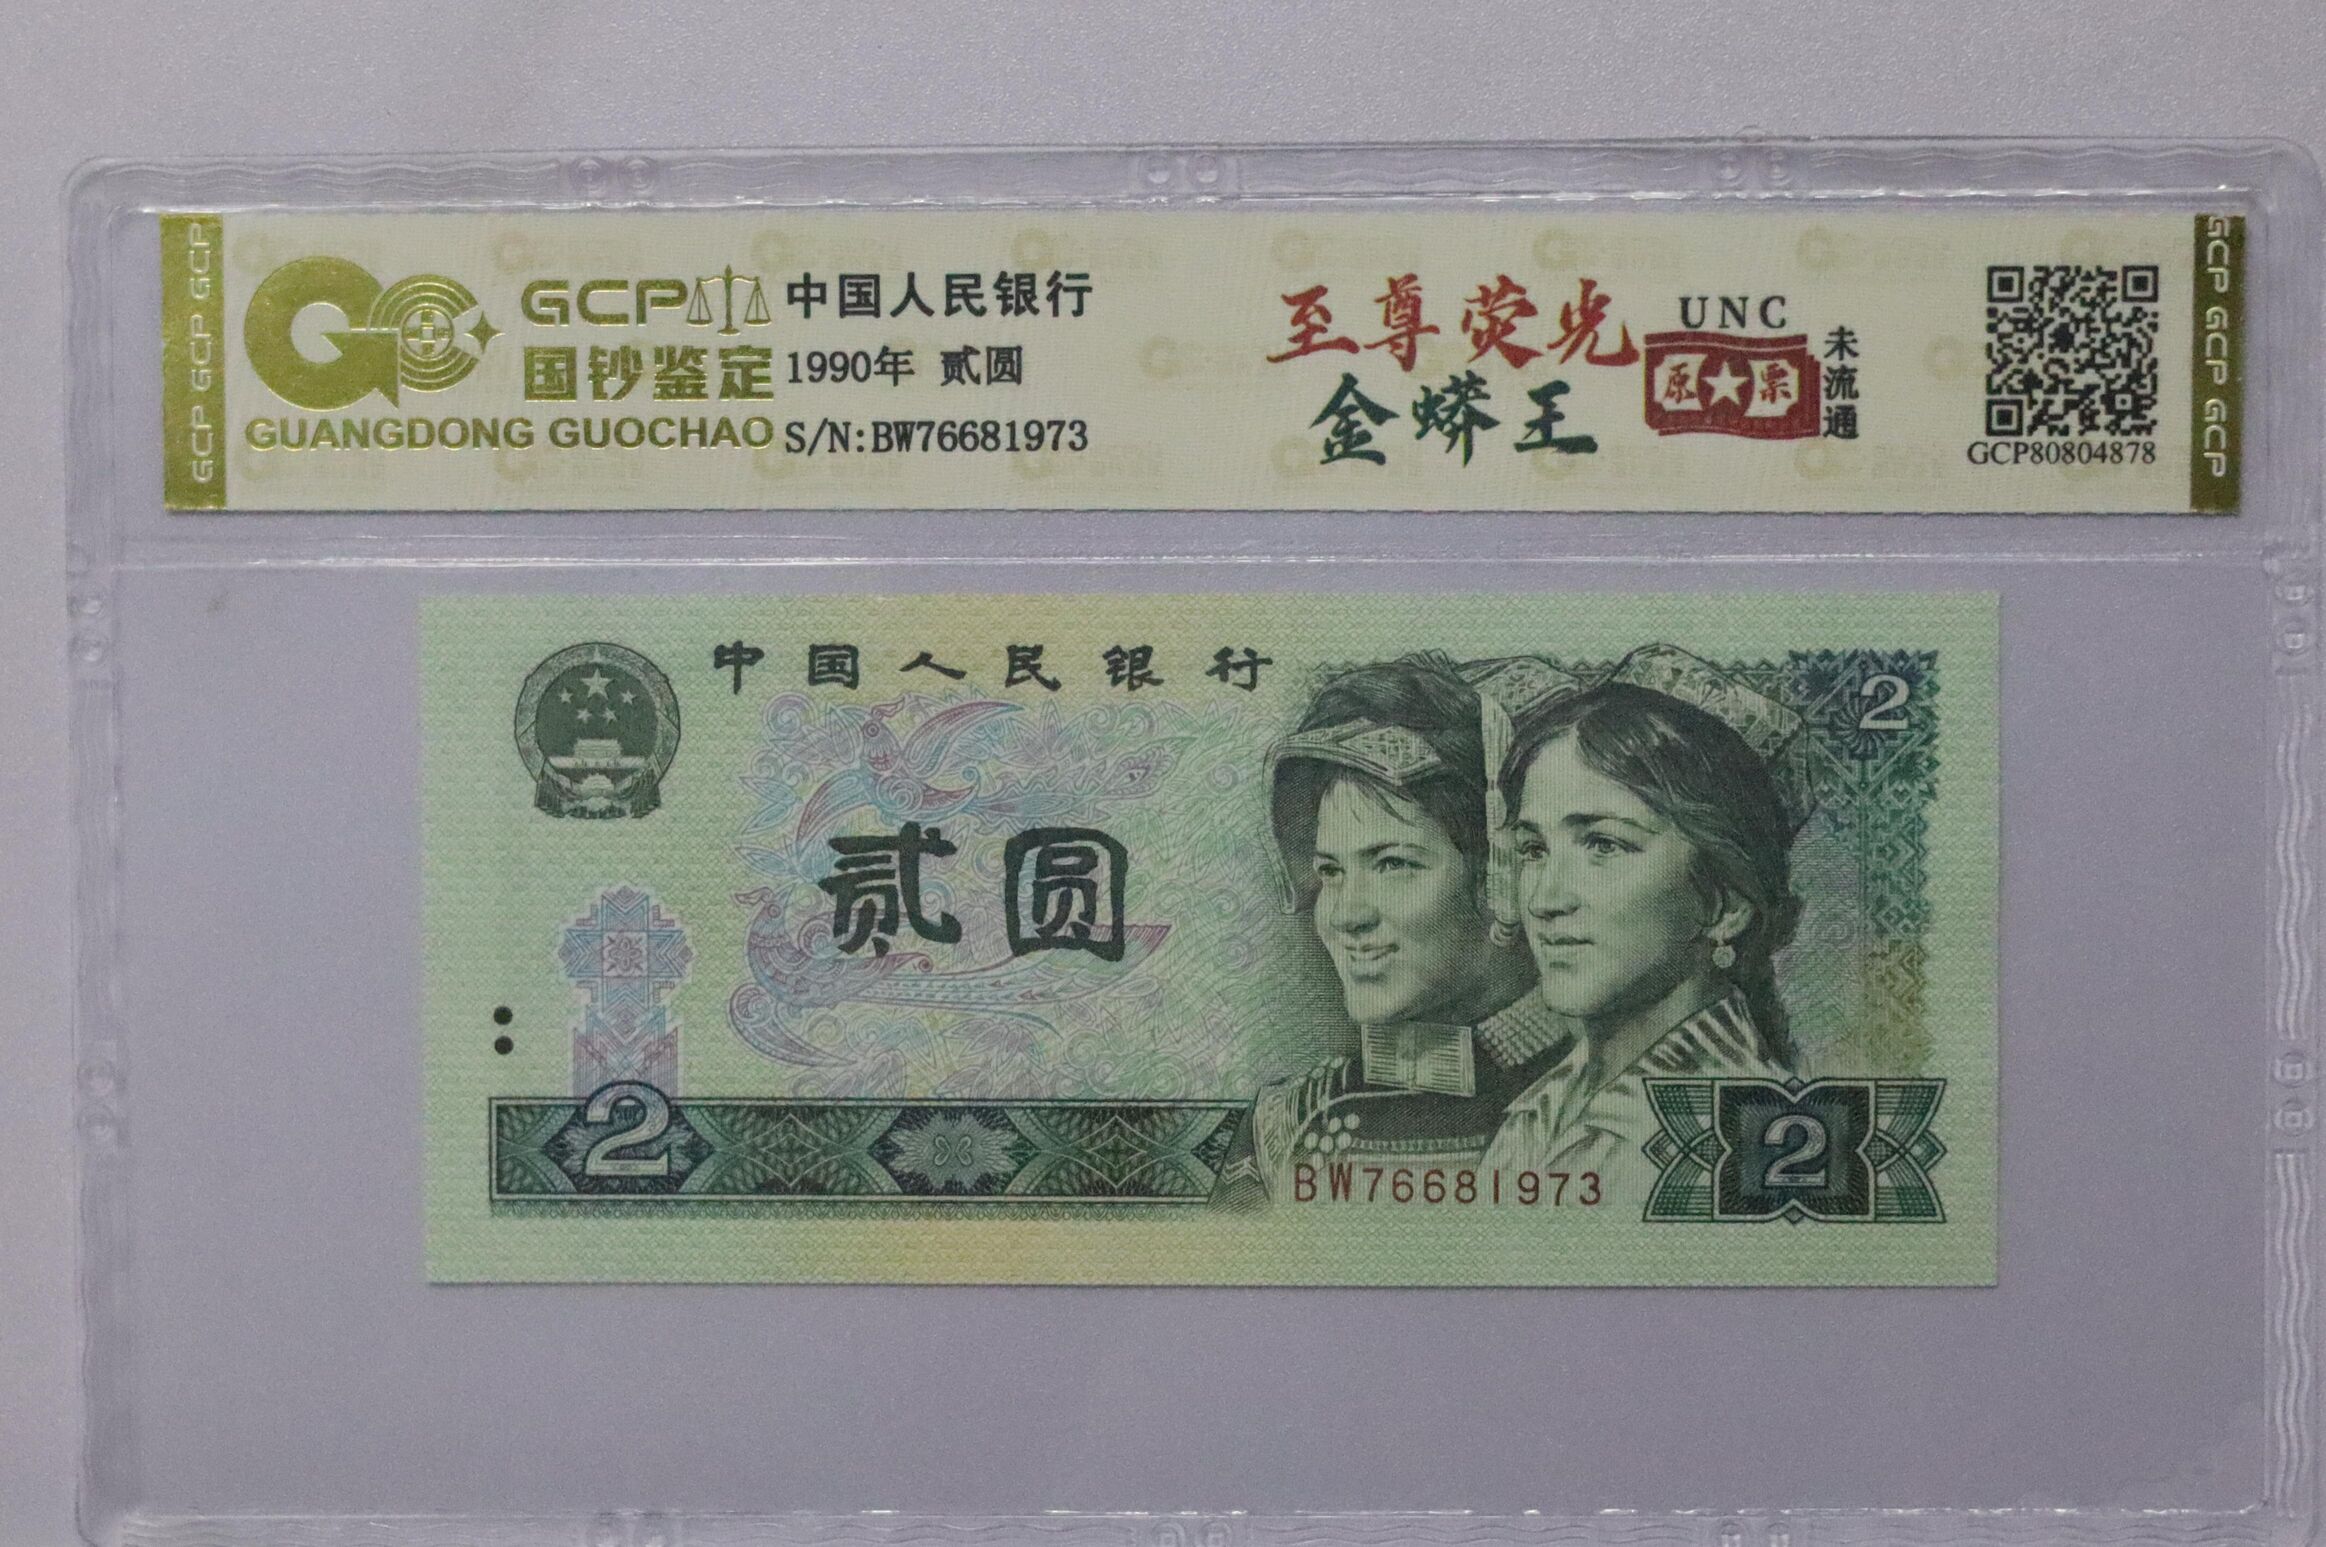 GCP GCP GCP
GCP
国钞鉴定
GUANGDONG GUOCHAO
中国人民银行
1990年 贰圆
S/N:BW76681973
至尊荧光
金蟒王
UNC
原★票
未流通
GCP80804878
GCP GCP GCP
中国人民银行
2
贰圆
2
BW76681973
2